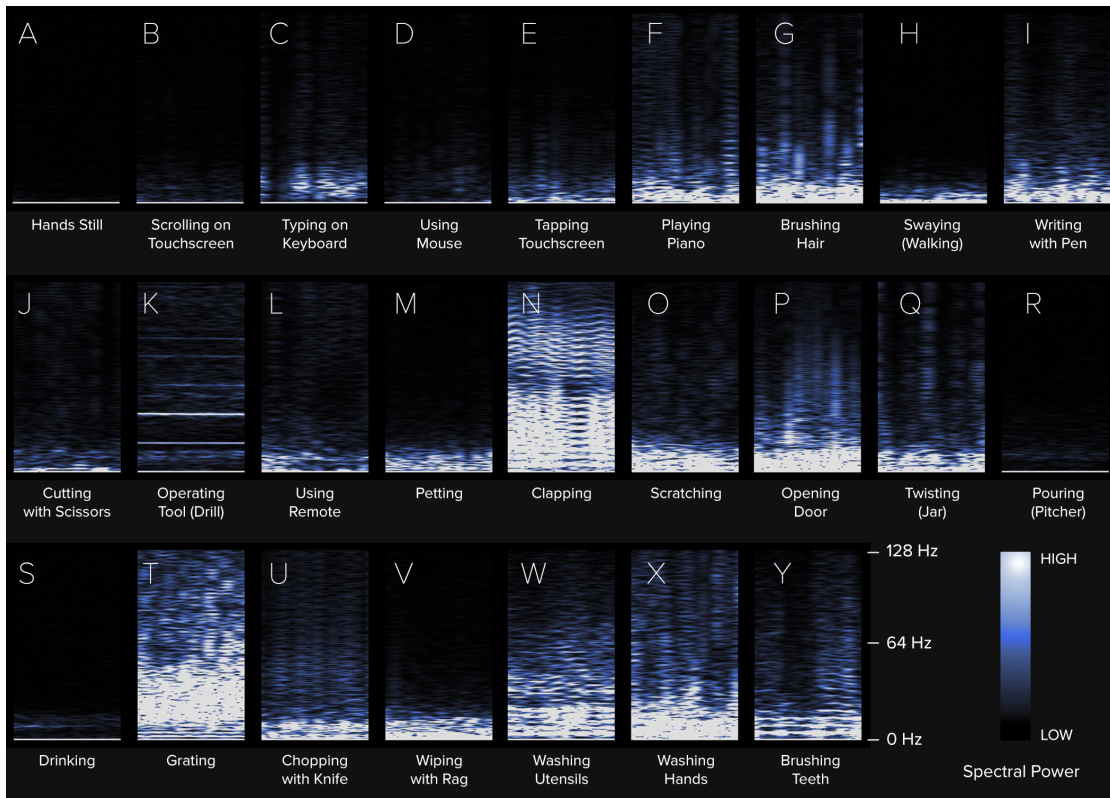 A B C D E F G H I
Hands Still
Scrolling on
Touchscreen
Typing on
Keyboard
Using
Mouse
Tapping
Touchscreen
Playing
Piano
Brushing
Hair
Swaying
(Walking)
Writing
with Pen
J K L M N O P Q R
Cutting
with Scissors
Operating
Tool (Drill)
Using
Remote
Petting
Clapping
Scratching
Opening
Door
Twisting
(Jar)
Pouring
(Pitcher)
S T U V W X Y
128 Hz
64 Hz
0 Hz
HIGH
LOW
Spectral Power
Drinking
Grating
Chopping
with Knife
Wiping
with Rag
Washing
Utensils
Washing
Hands
Brushing
Teeth